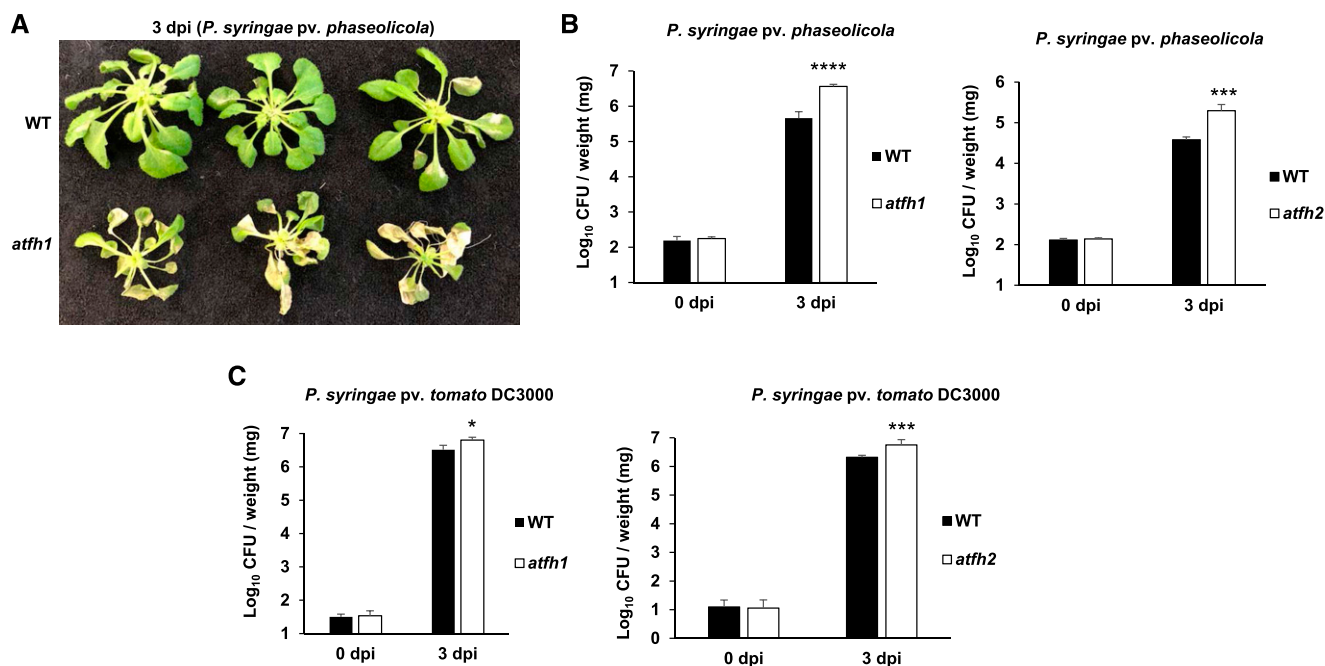 A
3 dpi (P. syringae pv. phaseolicola)
WT
atfh1
B
P. syringae pv. phaseolicola
Log10 CFU / weight (mg)
7
6
5
4
3
2
1
****
0 dpi
3 dpi
WT
atfh1
P. syringae pv. phaseolicola
Log10 CFU / weight (mg)
6
5
4
3
2
1
***
0 dpi
3 dpi
WT
atfh2
C
P. syringae pv. tomato DC3000
Log10 CFU / weight (mg)
7
6
5
4
3
2
1
*
0 dpi
3 dpi
WT
atfh1
P. syringae pv. tomato DC3000
Log10 CFU / weight (mg)
7
6
5
4
3
2
1
0
***
0 dpi
3 dpi
WT
atfh2